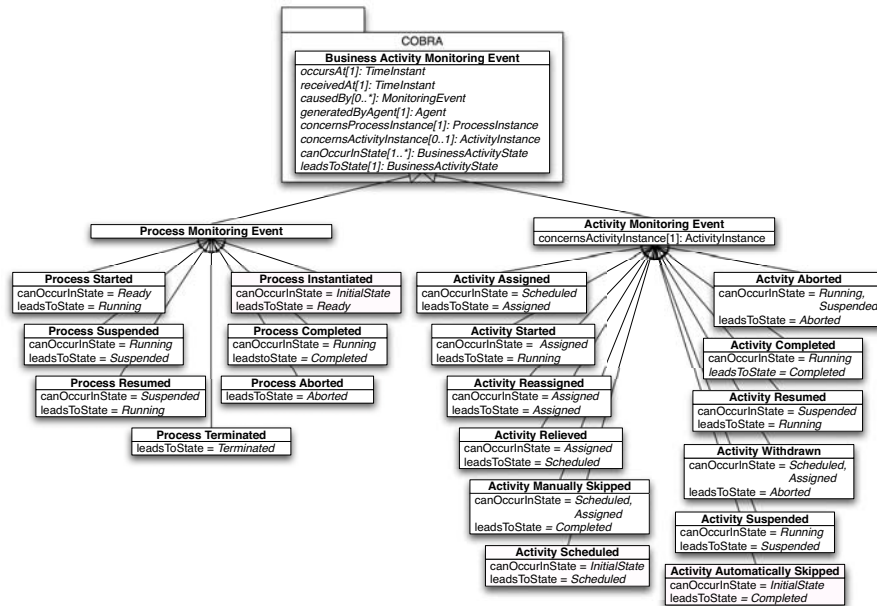 COBRA
Business Activity Monitoring Event
occursAt[1]: TimeInstant
receivedAt[1]: TimeInstant
causedBy[0..*]: MonitoringEvent
generatedByAgent[1]: Agent
concernsProcessInstance[1]: ProcessInstance
concernsActivityInstance[0..1]: ActivityInstance
canOccurInState[1..*]: BusinessActivityState
leadsToState[1]: BusinessActivityState
Process Monitoring Event
Activity Monitoring Event
concernsActivityInstance[1]: ActivityInstance
Process Started
canOccurInState = Ready
leadsToState = Running
Process Instantiated
canOccurInState = InitialState
leadsToState = Ready
Process Suspended
canOccurInState = Running
leadsToState = Suspended
Process Completed
canOccurInState = Running
leadstoState = Completed
Process Resumed
canOccurInState = Suspended
leadsToState = Running
Process Aborted
leadsToState = Aborted
Process Terminated
leadsToState = Terminated
Activity Assigned
canOccurInState = Scheduled
leadsToState = Assigned
Activity Started
canOccurInState = Assigned
leadsToState = Running
Activity Reassigned
canOccurInState = Assigned
leadsToState = Assigned
Activity Relieved
canOccurInState = Assigned
leadsToState = Scheduled
Activity Manually Skipped
canOccurInState = Scheduled,
Assigned
leadsToState = Completed
Activity Scheduled
canOccurInState = InitialState
leadsToState = Scheduled
Activity Aborted
canOccurInState = Running,
Suspended
leadsToState = Aborted
Activity Completed
canOccurInState = Running
leadsToState = Completed
Activity Resumed
canOccurInState = Suspended
leadsToState = Running
Activity Withdrawn
canOccurInState = Scheduled,
Assigned
leadsToState = Aborted
Activity Suspended
canOccurInState = Running
leadsToState = Suspended
Activity Automatically Skipped
canOccurInState = InitialState
leadsToState = Completed